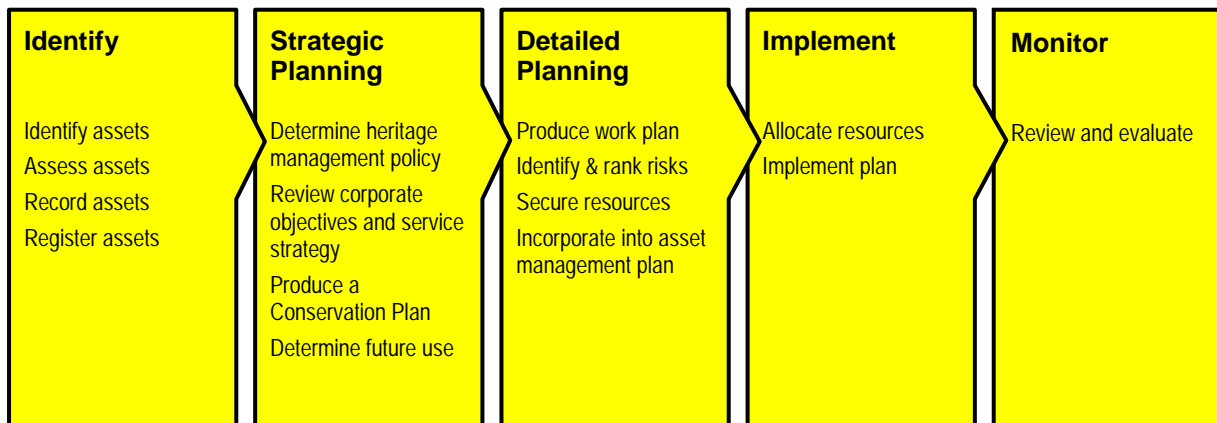 Identify
Identify assets
Assess assets
Record assets
Register assets
Strategic
Planning
Determine heritage
management policy
Review corporate
objectives and service
strategy
Produce a
Conservation Plan
Determine future use
Detailed
Planning
Produce work plan
Identify & rank risks
Secure resources
Incorporate into asset
management plan
Implement
Allocate resources
Implement plan
Monitor
Review and evaluate